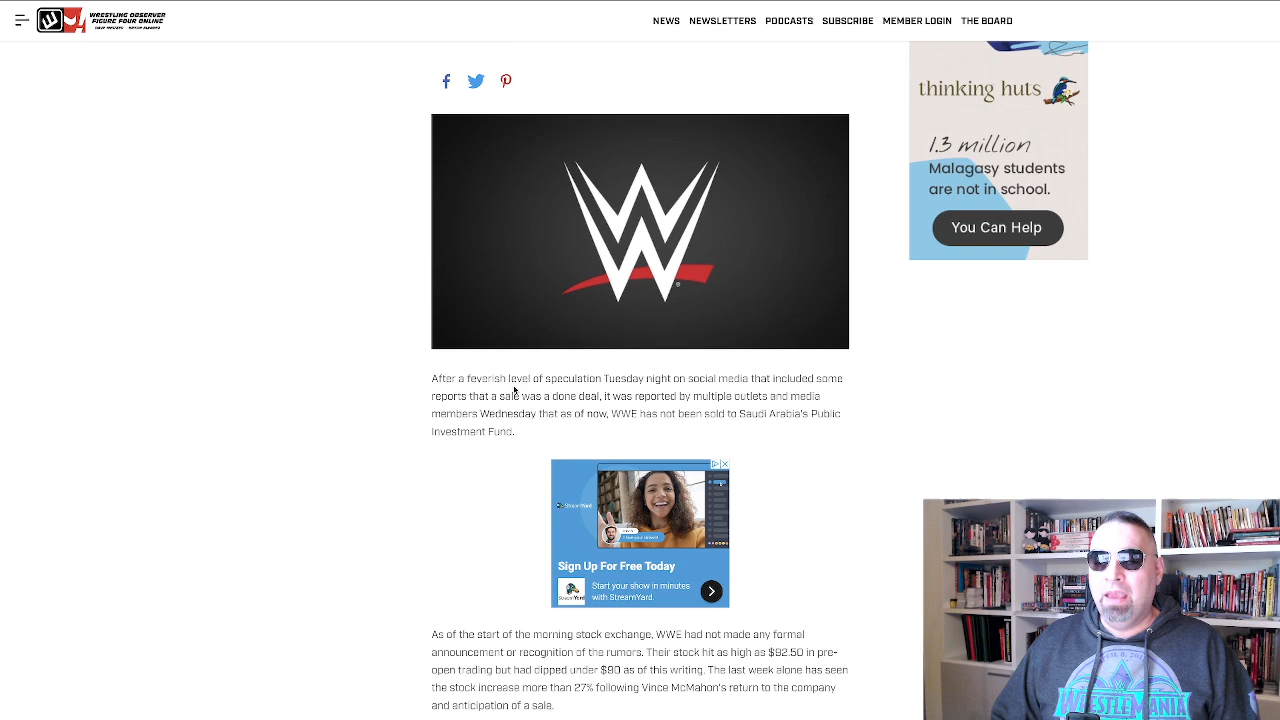 WRESTLING OBSERVER
FIGURE FOUR ONLINE
NEWS NEWSLETTERS PODCASTS SUBSCRIBE MEMBER LOGIN THE BOARD
thinking huts
1.3 million
Malagasy students
are not in school.
You Can Help
After a feverish level of speculation Tuesday night on social media that included some
reports that a sale was a done deal, it was reported by multiple outlets and media
members Wednesday that as of now, WWE has not been sold to Saudi Arabia's Public
Investment Fund.
StreamYard
Sign Up For Free Today
StreamYard
Start your show in minutes
with StreamYard.
As of the start of the morning stock exchange, WWE had not made any formal
announcement or recognition of the rumors. Their stock hit as high as $92.50 in pre-
open trading but had dipped under $90 as of this writing. The last week alone has seen
the stock increase more than 27% following Vince McMahon's return to the company
and anticipation of a sale.
WRESTLEMANIA